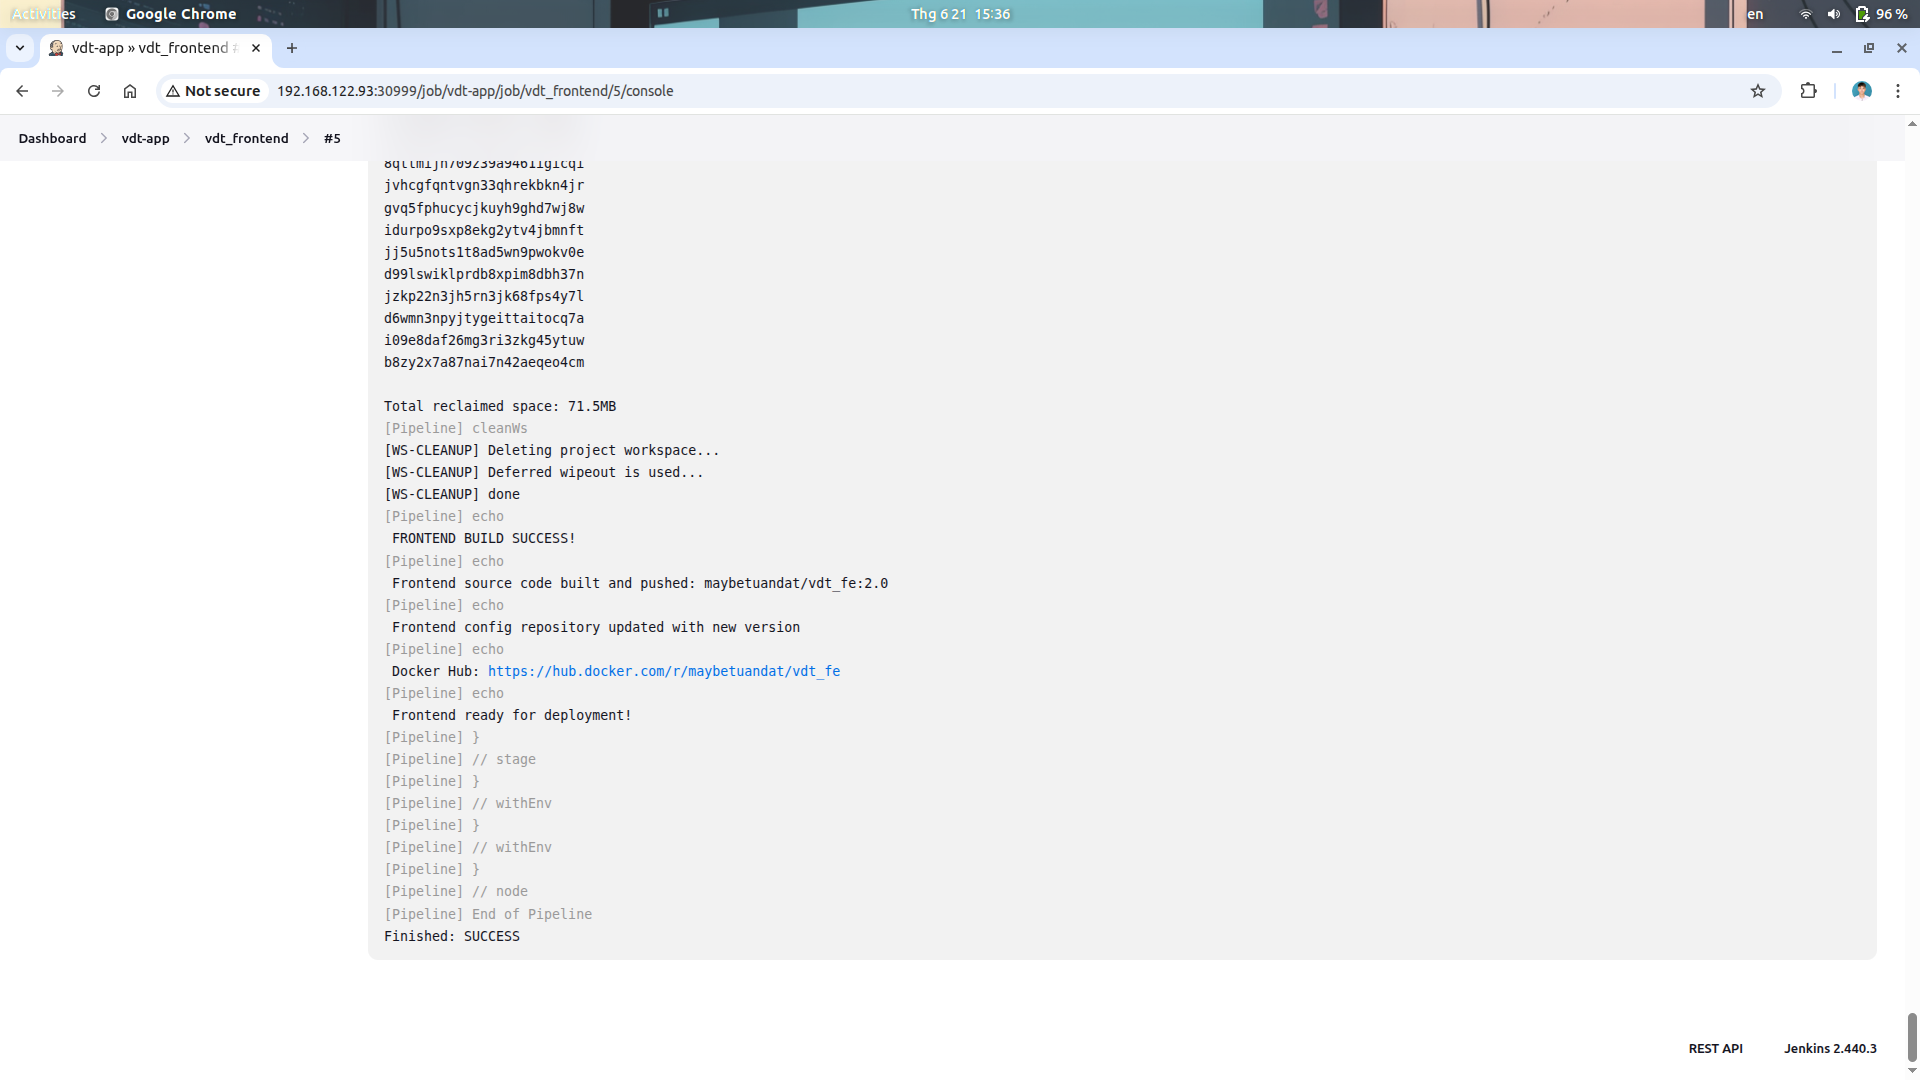 Activities
Google Chrome
Thg 6 21 15:36
en
96 %
vdt-app » vdt_frontend #
Not secure
192.168.122.93:30999/job/vdt-app/job/vdt_frontend/5/console
Dashboard
vdt-app
vdt_frontend
#5
jvhcgfqntvgn33qhrekbkn4jr
gvq5fphucycjkuyh9ghd7wj8w
idurpo9sxp8ekg2ytv4jbmnft
jj5u5nots1t8ad5wn9pwokv0e
d99lswiklprdb8xpim8dbh37n
jzkp22n3jh5rn3jk68fps4y7l
d6wmn3npyjtygeittaitocq7a
i09e8daf26mg3ri3zkg45ytuw
b8zy2x7a87nai7n42aeqeo4cm
Total reclaimed space: 71.5MB
[Pipeline] cleanWs
[WS-CLEANUP] Deleting project workspace...
[WS-CLEANUP] Deferred wipeout is used...
[WS-CLEANUP] done
[Pipeline] echo
FRONTEND BUILD SUCCESS!
[Pipeline] echo
Frontend source code built and pushed: maybetuandat/vdt_fe:2.0
[Pipeline] echo
Frontend config repository updated with new version
[Pipeline] echo
Docker Hub: https://hub.docker.com/r/maybetuandat/vdt_fe
[Pipeline] echo
Frontend ready for deployment!
[Pipeline] }
[Pipeline] // stage
[Pipeline] }
[Pipeline] // withEnv
[Pipeline] }
[Pipeline] // withEnv
[Pipeline] }
[Pipeline] // node
[Pipeline] End of Pipeline
Finished: SUCCESS
REST API
Jenkins 2.440.3